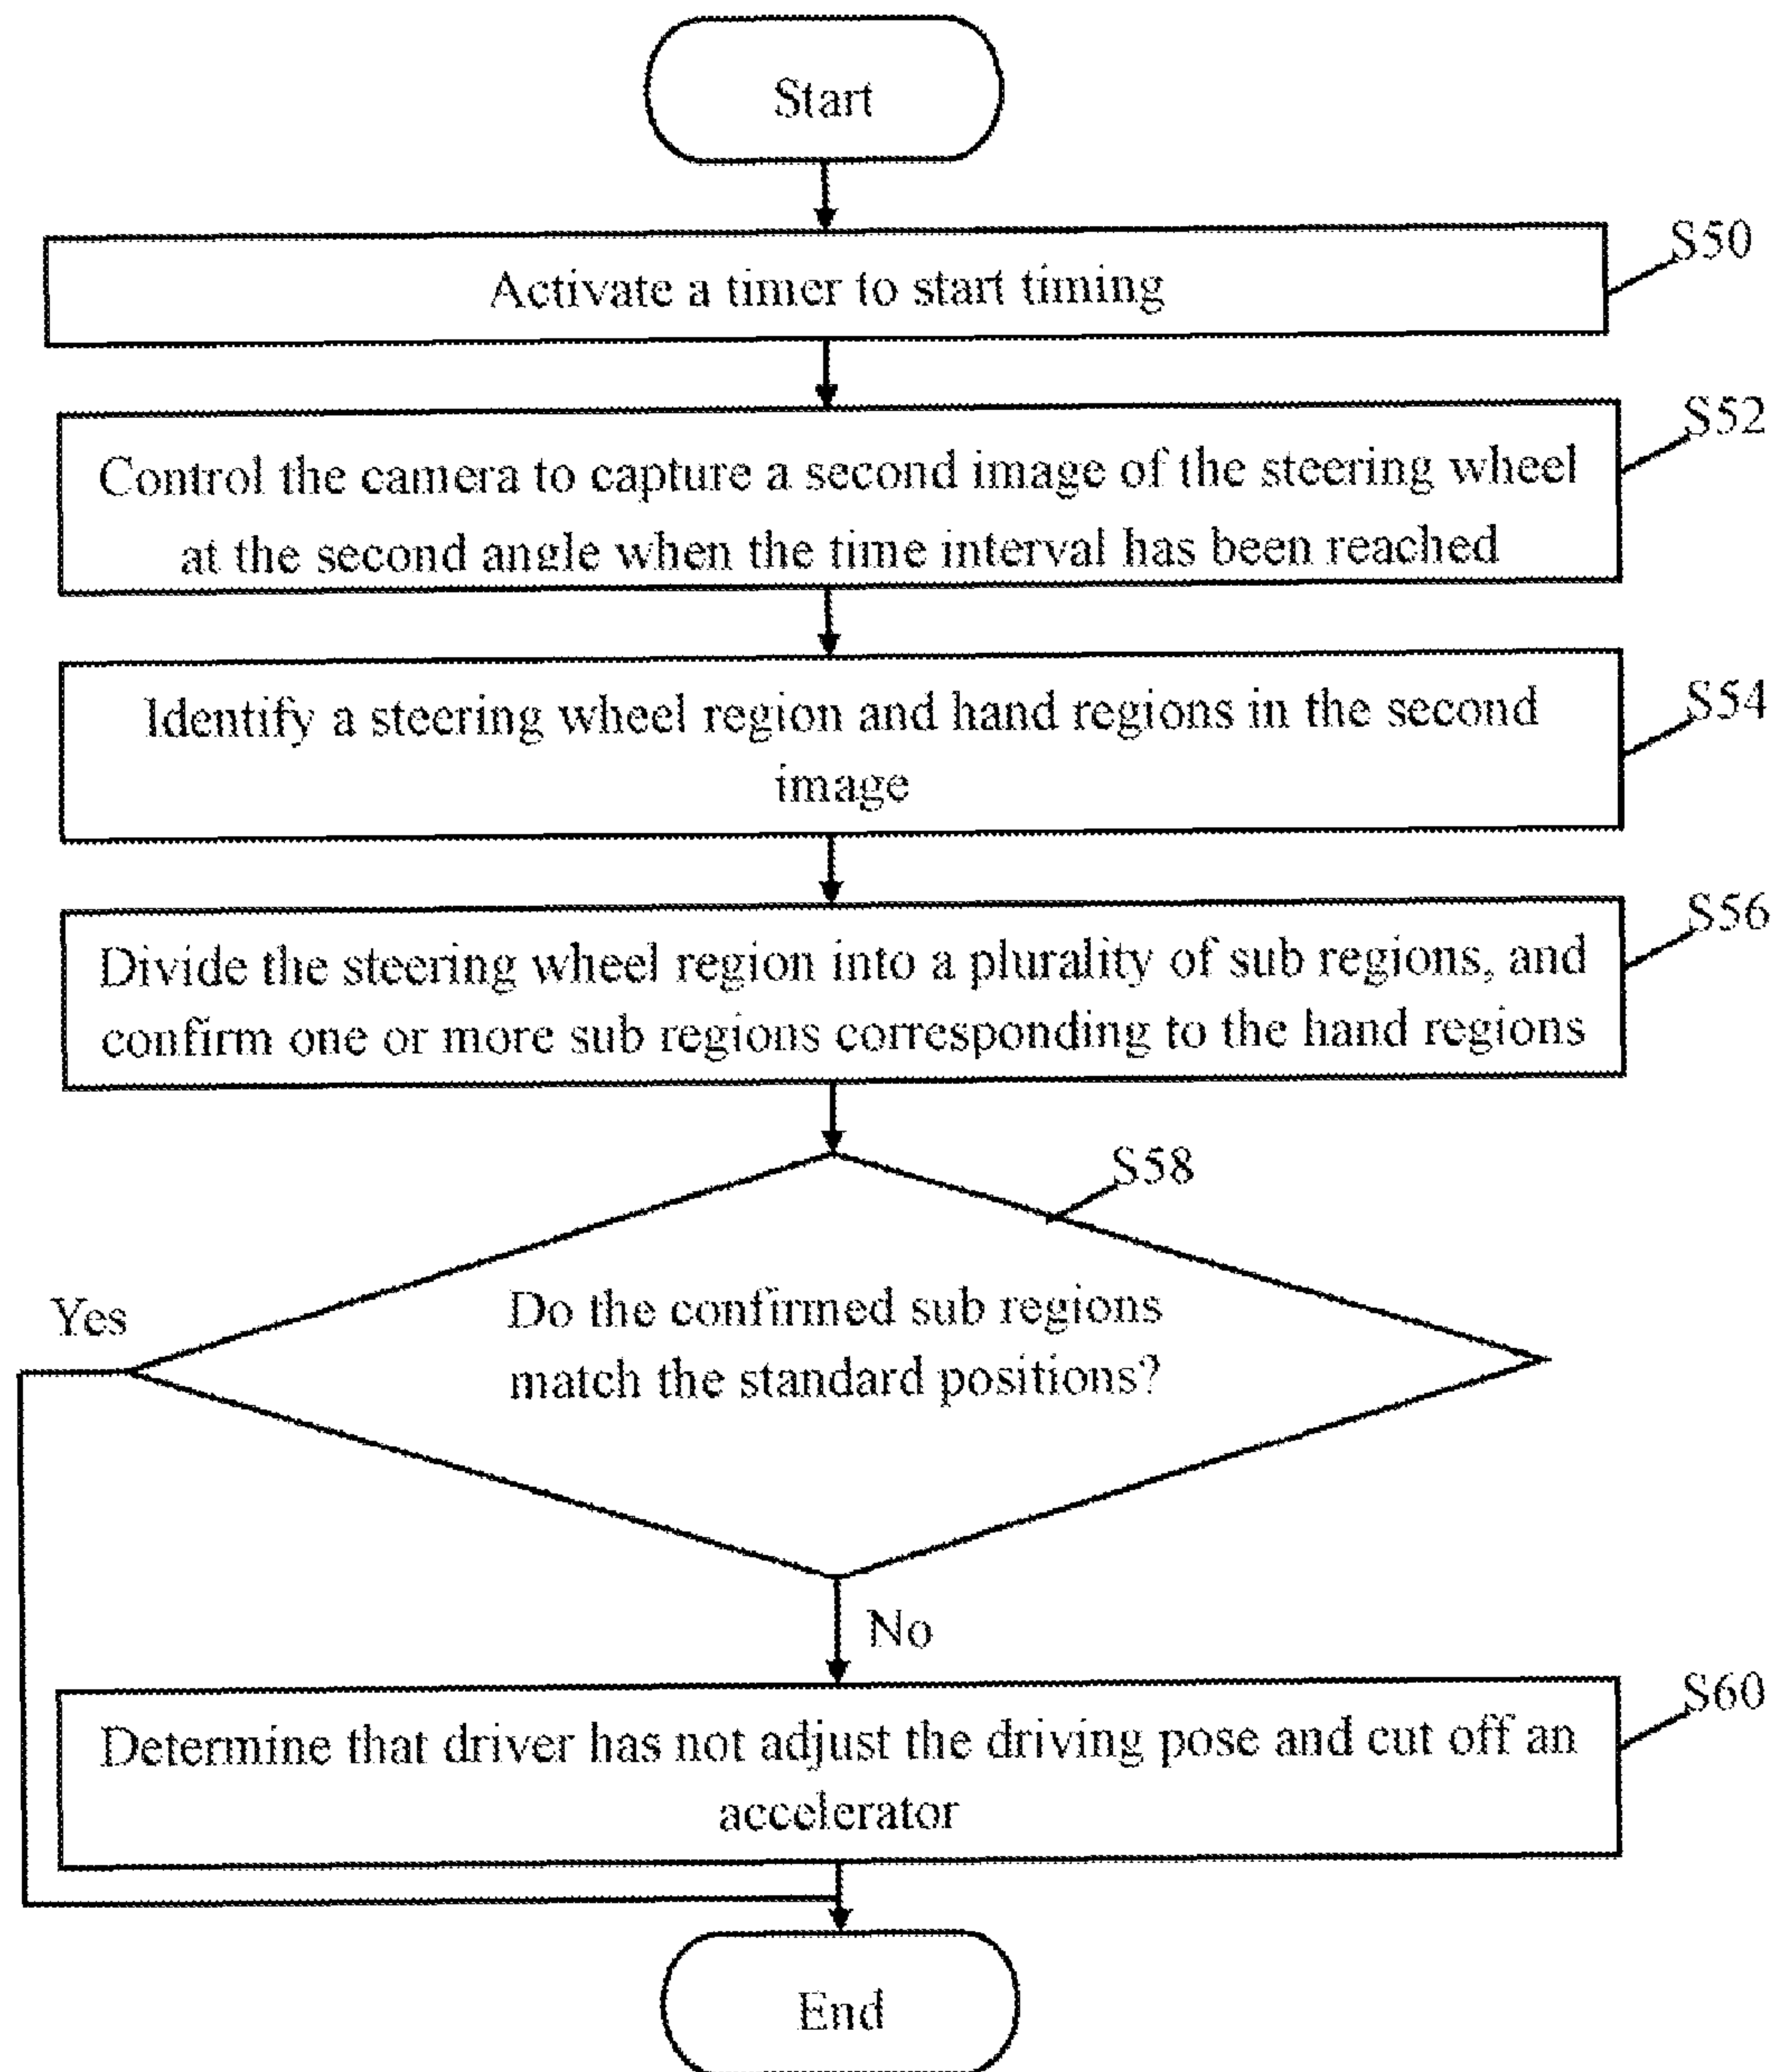 Start
S50
Activate a timer to start timing
S52
Control the camera to capture a second image of the steering wheel
at the second angle when the time interval has been reached
S54
Identify a steering wheel region and hand regions in the second
image
S56
Divide the steering wheel region into a plurality of sub regions, and
confirm one or more sub regions corresponding to the hand regions
S58
Yes
Do the confirmed sub regions
match the standard positions?
No
S60
Determine that driver has not adjust the driving pose and cut off an
accelerator
End